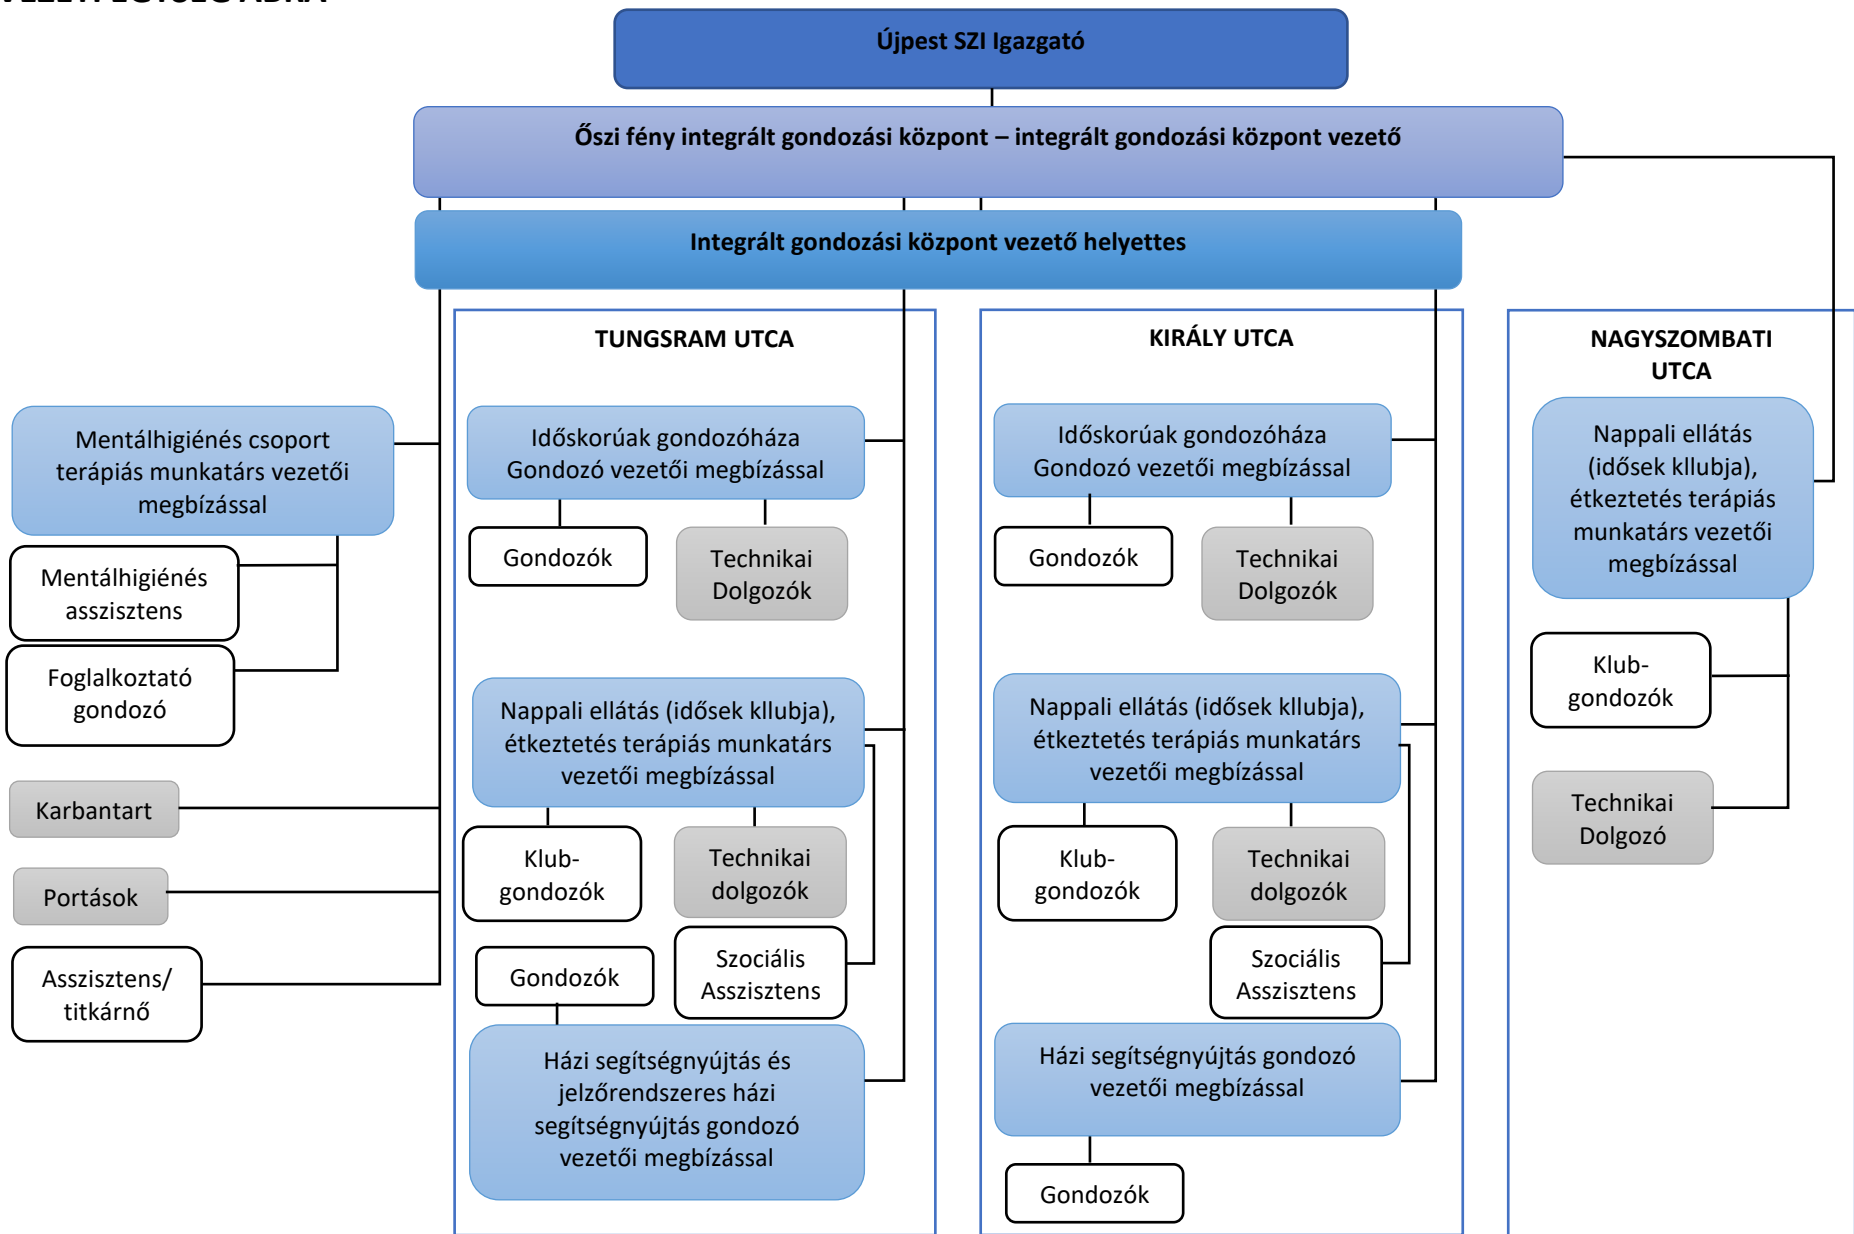 Újpest SZI Igazgató
Őszi fény integrált gondozási központ – integrált gondozási központ vezető
Integrált gondozási központ vezető helyettes
Mentálhigiénés csoport
terápiás munkatárs vezetői
megbízással
Mentálhigiénés
asszisztens
Foglalkoztató
gondozó
Karbantart
Portások
Asszisztens/
titkárnő
TUNGSRAM UTCA
Időskorúak gondozóháza
Gondozó vezetői megbízással
Gondozók
Technikai
Dolgozók
Nappali ellátás (idősek kllubja),
étkeztetés terápiás munkatárs
vezetői megbízással
Klub-
gondozók
Technikai
dolgozók
Gondozók
Szociális
Asszisztens
Házi segítségnyújtás és
jelzőrendszeres házi
segítségnyújtás gondozó
vezetői megbízással
KIRÁLY UTCA
Időskorúak gondozóháza
Gondozó vezetői megbízással
Gondozók
Technikai
Dolgozók
Nappali ellátás (idősek kllubja),
étkeztetés terápiás munkatárs
vezetői megbízással
Klub-
gondozók
Technikai
dolgozók
Szociális
Asszisztens
Házi segítségnyújtás gondozó
vezetői megbízással
Gondozók
NAGYSZOMBATI
UTCA
Nappali ellátás
(idősek kllubja),
étkeztetés terápiás
munkatárs vezetői
megbízással
Klub-
gondozók
Technikai
Dolgozó